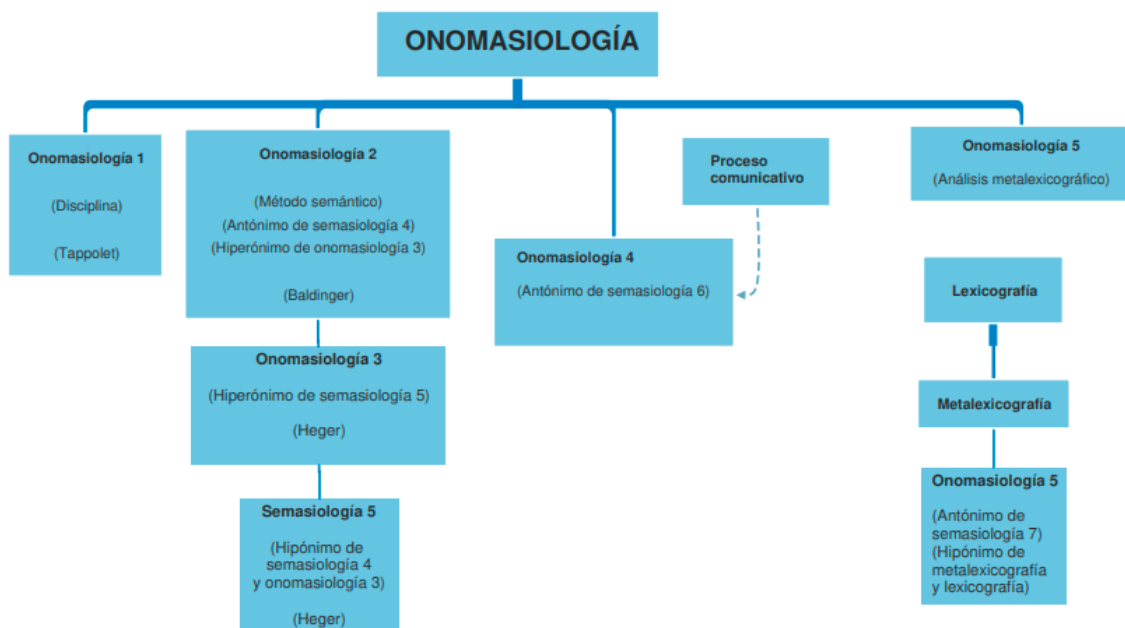 ONOMASIOLOGÍA
Onomasiología 1
(Disciplina)
(Tappolet)
Onomasiología 2
(Método semántico)
(Antónimo de semasiología 4)
(Hiperónimo de onomasiología 3)
(Baldinger)
Onomasiología 3
(Hiperónimo de semasiología 5)
(Heger)
Semasiología 5
(Hipónimo de
semasiología 4
y onomasiología 3)
(Heger)
Onomasiología 4
(Antónimo de semasiología 6)
Proceso
comunicativo
Onomasiología 5
(Análisis metalexicográfico)
Lexicografía
Metalexicografía
Onomasiología 5
(Antónimo de
semasiología 7)
(Hipónimo de
metalexicografía
y lexicografía)